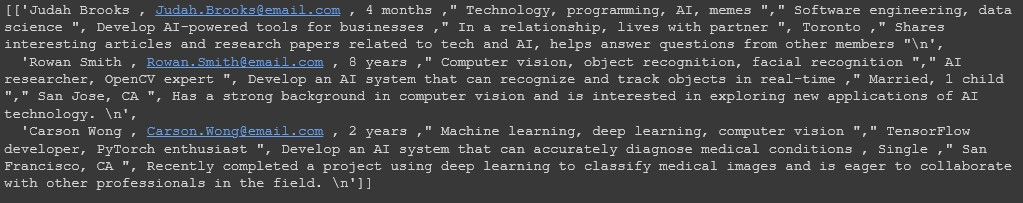 [['Judah Brooks , Judah.Brooks@email.com , 4 months ," Technology, programming, AI, memes "," Software engineering, data
science ", Develop AI-powered tools for businesses ," In a relationship, lives with partner ", Toronto ," Shares
interesting articles and research papers related to tech and AI, helps answer questions from other members "\n',
'Rowan Smith , Rowan.Smith@email.com , 8 years ," Computer vision, object recognition, facial recognition "," AI
researcher, OpenCV expert ", Develop an AI system that can recognize and track objects in real-time ," Married, 1 child
"," San Jose, CA ", Has a strong background in computer vision and is interested in exploring new applications of AI
technology. \n',
'Carson Wong , Carson.Wong@email.com , 2 years ," Machine learning, deep learning, computer vision "," TensorFlow
developer, PyTorch enthusiast ", Develop an AI system that can accurately diagnose medical conditions , Single ," San
Francisco, CA ", Recently completed a project using deep learning to classify medical images and is eager to collaborate
with other professionals in the field. \n']]